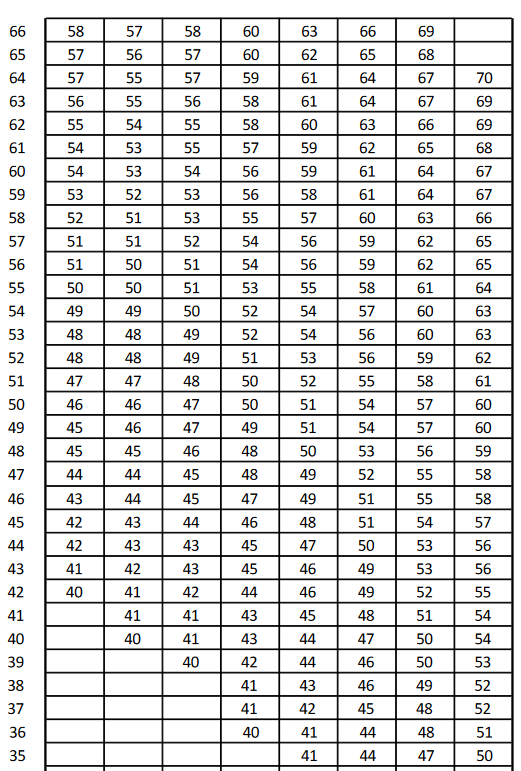 66 58 57 58 60 63 66 69
65 57 56 57 60 62 65 68
64 57 55 57 59 61 64 67 70
63 56 55 56 58 61 64 67 69
62 55 54 55 58 60 63 66 69
61 54 53 55 57 59 62 65 68
60 54 53 54 56 59 61 64 67
59 53 52 53 56 58 61 64 67
58 52 51 53 55 57 60 63 66
57 51 51 52 54 56 59 62 65
56 51 50 51 54 56 59 62 65
55 50 50 51 53 55 58 61 64
54 49 49 50 52 54 57 60 63
53 48 48 49 52 54 56 60 63
52 48 48 49 51 53 56 59 62
51 47 47 48 50 52 55 58 61
50 46 46 47 50 51 54 57 60
49 45 46 47 49 51 54 57 60
48 45 45 46 48 50 53 56 59
47 44 44 45 48 49 52 55 58
46 43 44 45 47 49 51 55 58
45 42 43 44 46 48 51 54 57
44 42 43 43 45 47 50 53 56
43 41 42 43 45 46 49 53 56
42 40 41 42 44 46 49 52 55
41 41 41 43 45 48 51 54
40 40 41 43 44 47 50 54
39 40 42 44 46 50 53
38 41 43 46 49 52
37 41 42 45 48 52
36 40 41 44 48 51
35 41 44 47 50